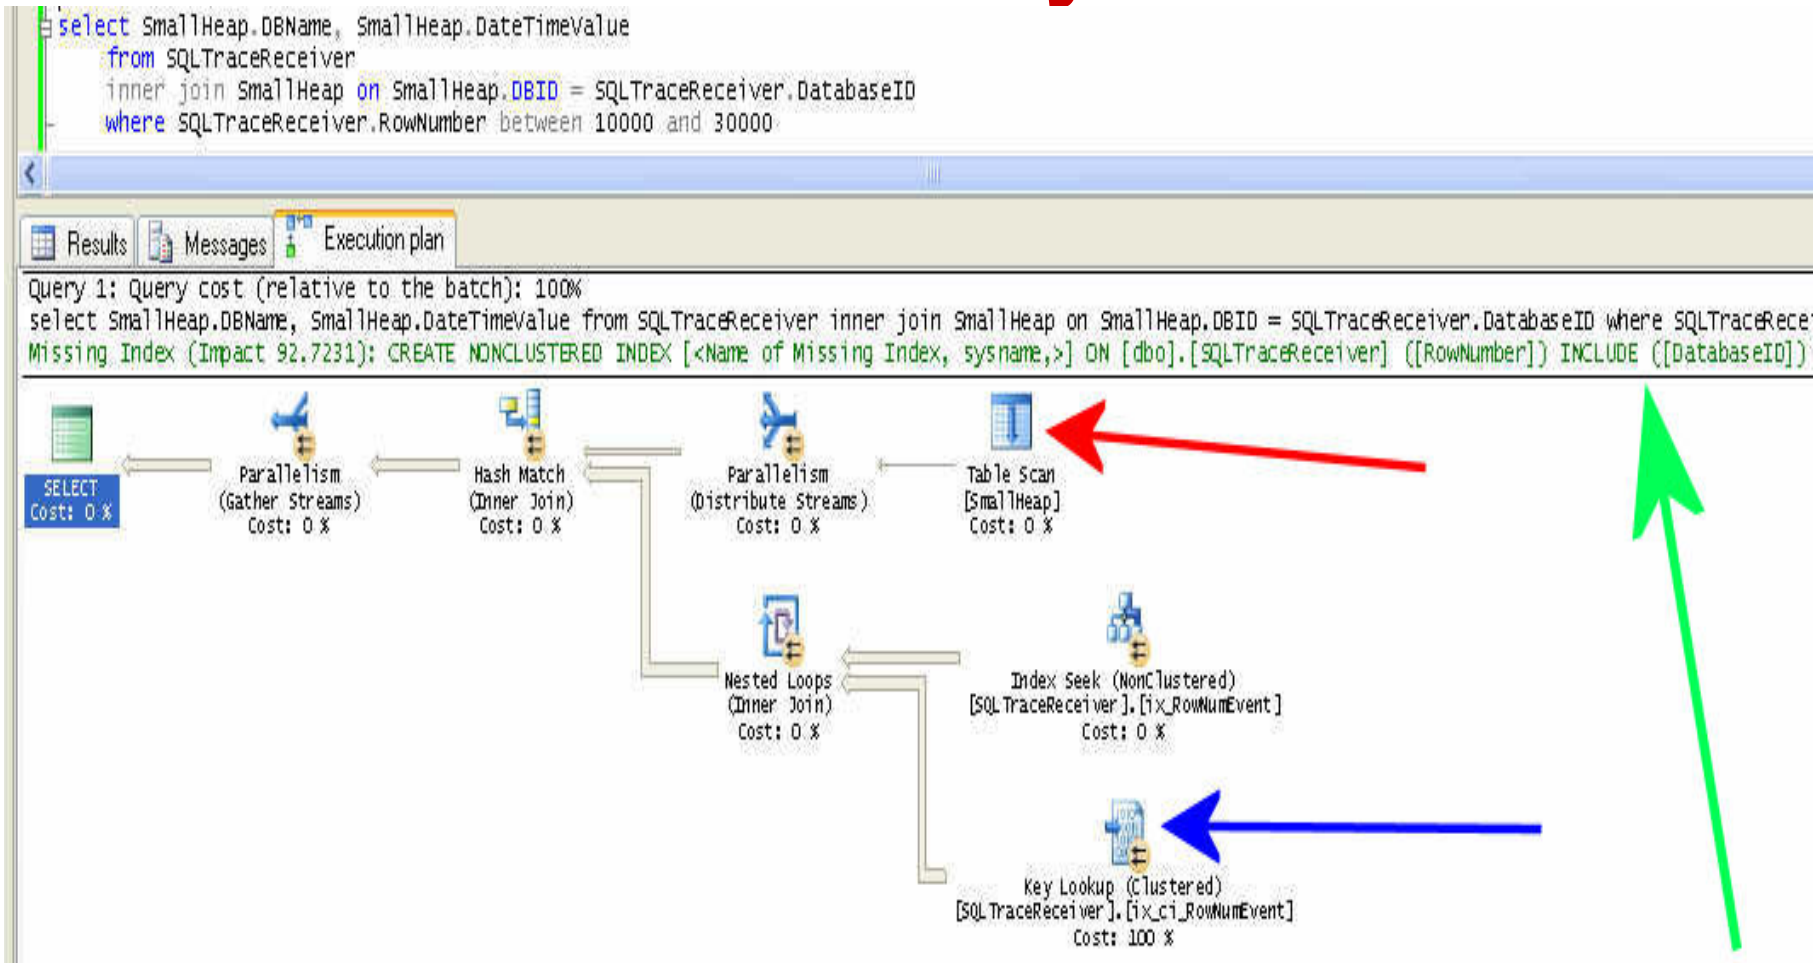 select SmallHeap.DBName, SmallHeap.DateTimeValue
from SQLTraceReceiver
inner join SmallHeap on SmallHeap.DBID = SQLTraceReceiver.DatabaseID
where SQLTraceReceiver.RowNumber between 10000 and 30000
Results Messages Execution plan
Query 1: Query cost (relative to the batch): 100%
select SmallHeap.DBName, SmallHeap.DateTimeValue from SQLTraceReceiver inner join SmallHeap on SmallHeap.DBID = SQLTraceReceiver.DatabaseID where SQLTraceRece
Missing Index (Impact 92.7231): CREATE NONCLUSTERED INDEX [<Name of Missing Index, sysname,>] ON [dbo].[SQLTraceReceiver] ([RowNumber]) INCLUDE ([DatabaseID])
SELECT
Cost: 0 %
Parallelism
(Gather Streams)
Cost: 0 %
Hash Match
(Inner Join)
Cost: 0 %
Parallelism
(Distribute Streams)
Cost: 0 %
Table Scan
[SmallHeap]
Cost: 0 %
Nested Loops
(Inner Join)
Cost: 0 %
Index Seek (NonClustered)
[SQLTraceReceiver].[ix_RowNumEvent]
Cost: 0 %
Key Lookup (Clustered)
[SQLTraceReceiver].[ix_ci_RowNumEvent]
Cost: 100 %